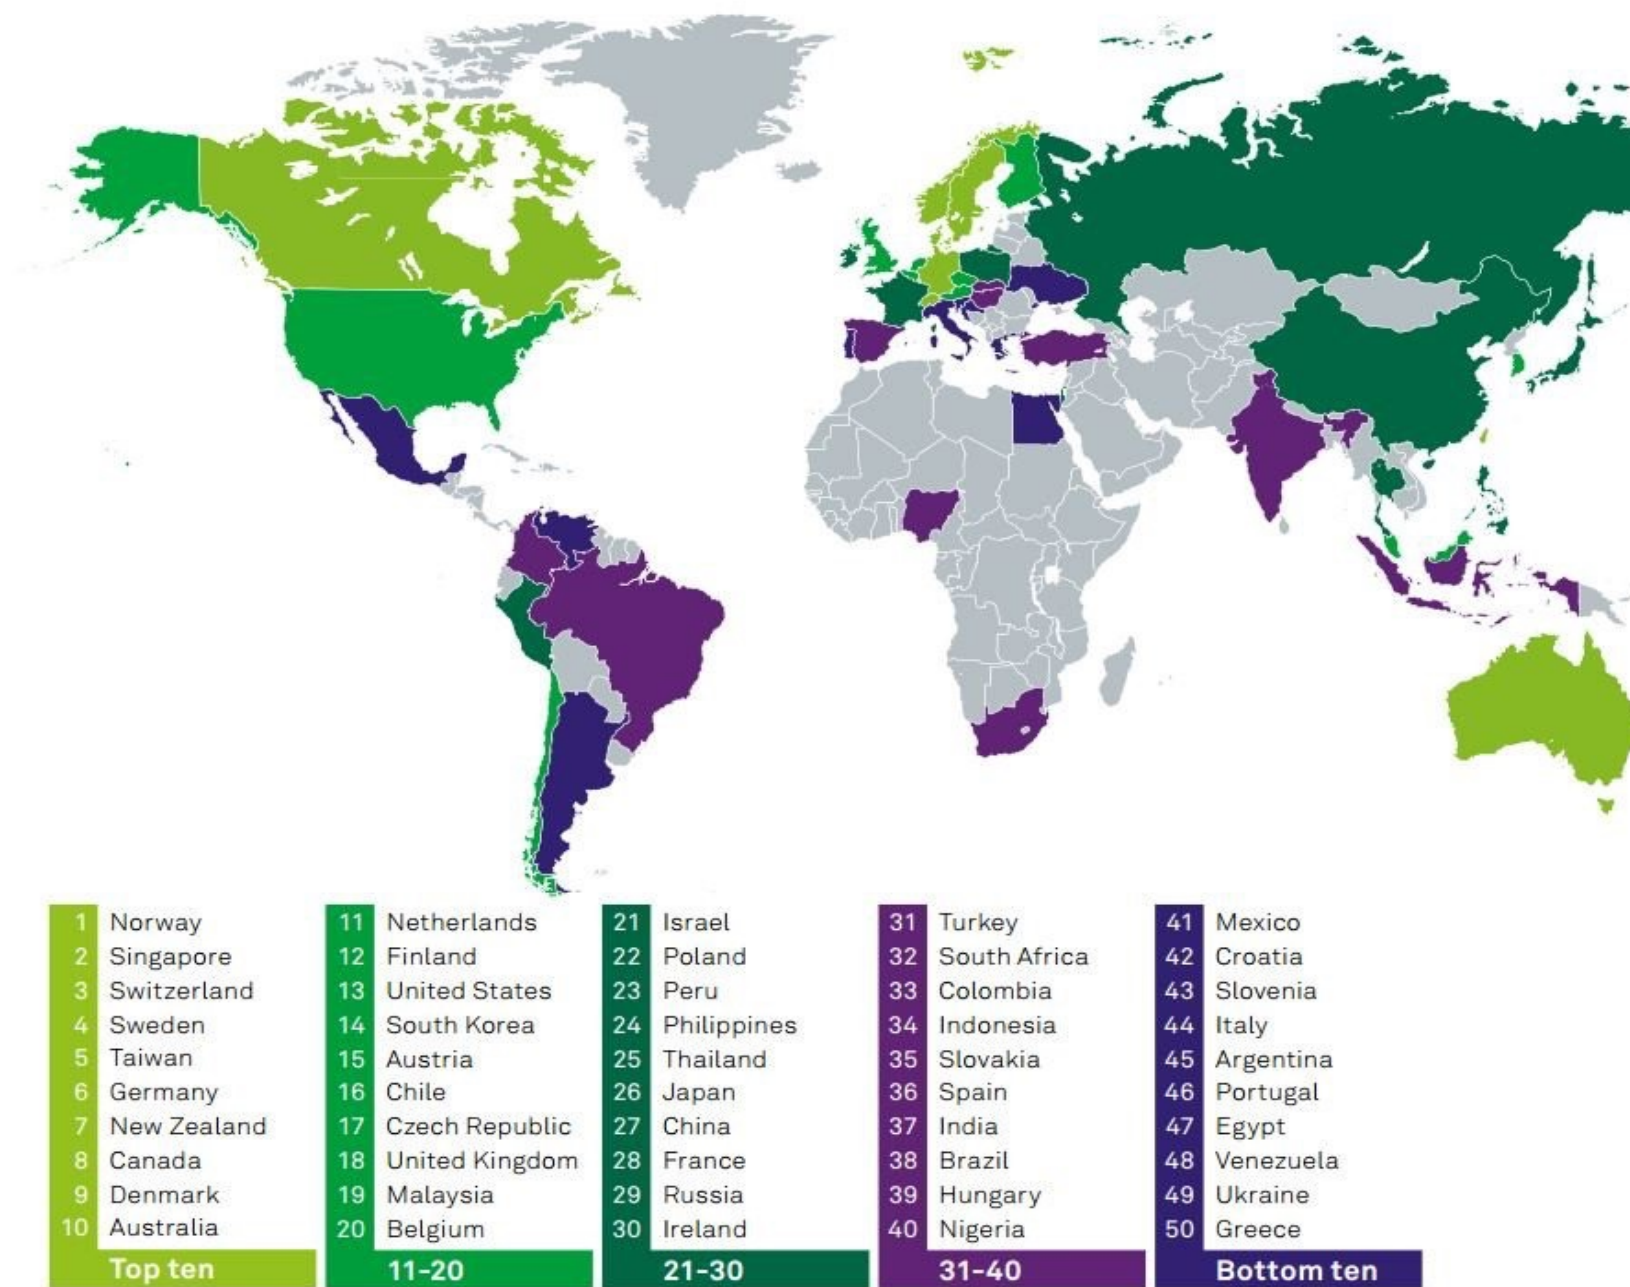 1 Norway
2 Singapore
3 Switzerland
4 Sweden
5 Taiwan
6 Germany
7 New Zealand
8 Canada
9 Denmark
10 Australia
Top ten
11 Netherlands
12 Finland
13 United States
14 South Korea
15 Austria
16 Chile
17 Czech Republic
18 United Kingdom
19 Malaysia
20 Belgium
11-20
21 Israel
22 Poland
23 Peru
24 Philippines
25 Thailand
26 Japan
27 China
28 France
29 Russia
30 Ireland
21-30
31 Turkey
32 South Africa
33 Colombia
34 Indonesia
35 Slovakia
36 Spain
37 India
38 Brazil
39 Hungary
40 Nigeria
31-40
41 Mexico
42 Croatia
43 Slovenia
44 Italy
45 Argentina
46 Portugal
47 Egypt
48 Venezuela
49 Ukraine
50 Greece
Bottom ten